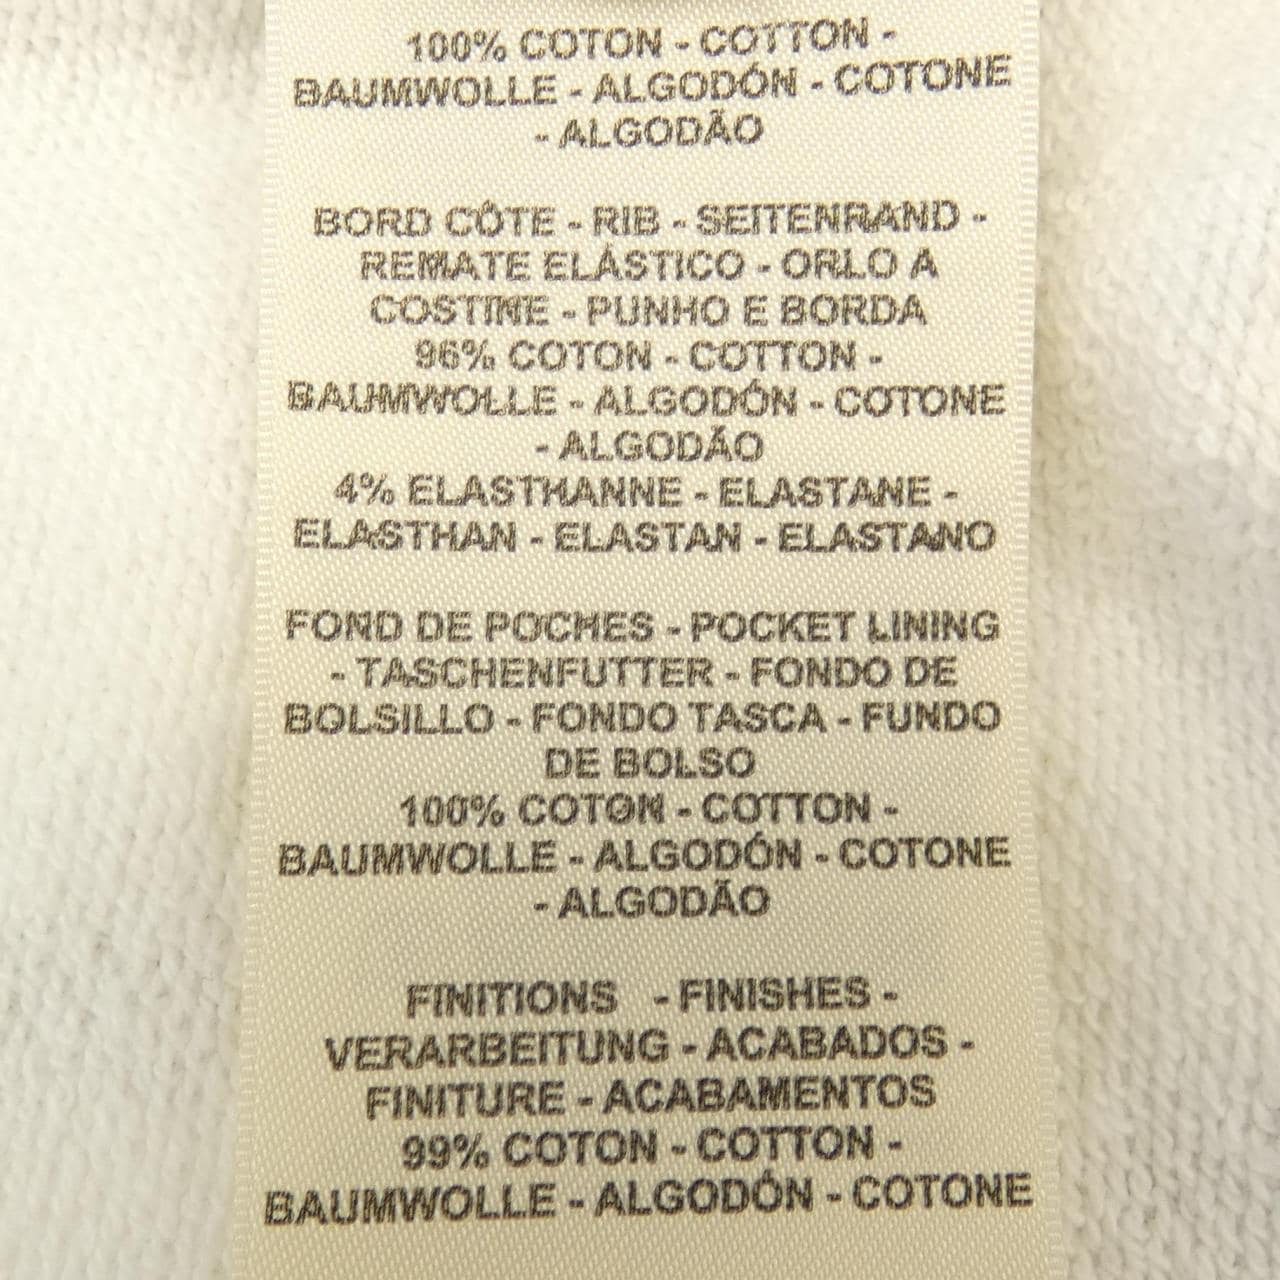 100% COTON - COTTON -
BAUMWOLLE - ALGODÓN - COTONE
- ALGODÃO
BORD CÔTE - RIB - SEITENRAND -
REMATE ELÁSTICO - ORLO A
COSTINE - PUNHO E BORDA
96% COTON - COTTON -
BAUMWOLLE - ALGODÓN - COTONE
- ALGODÃO
4% ELASTHANNE - ELASTANE -
ELASTHAN - ELASTAN - ELASTANO
FOND DE POCHES - POCKET LINING
- TASCHENFUTTER - FONDO DE
BOLSILLO - FONDO TASCA - FUNDO
DE BOLSO
100% COTON - COTTON -
BAUMWOLLE - ALGODÓN - COTONE
- ALGODÃO
FINITIONS - FINISHES -
VERARBEITUNG - ACABADOS -
FINITURE - ACABAMENTOS
99% COTON - COTTON -
BAUMWOLLE - ALGODÓN - COTONE